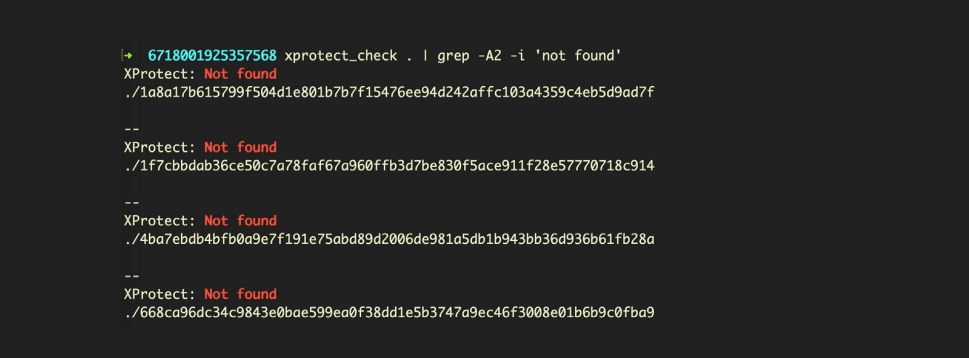 ➜  6718001925357568 xprotect_check . | grep -A2 -i 'not found'
XProtect: Not found
./1a8a17b615799f504d1e801b7b7f15476ee94d242affc103a4359c4eb5d9ad7f
--
XProtect: Not found
./1f7cbbdab36ce50c7a78faf67a960ffb3d7be830f5ace911f28e57770718c914
--
XProtect: Not found
./4ba7ebdb4bfb0a9e7f191e75abd89d2006de981a5db1b943bb36d936b61fb28a
--
XProtect: Not found
./668ca96dc34c9843e0bae599ea0f38dd1e5b3747a9ec46f3008e01b6b9c0fba9